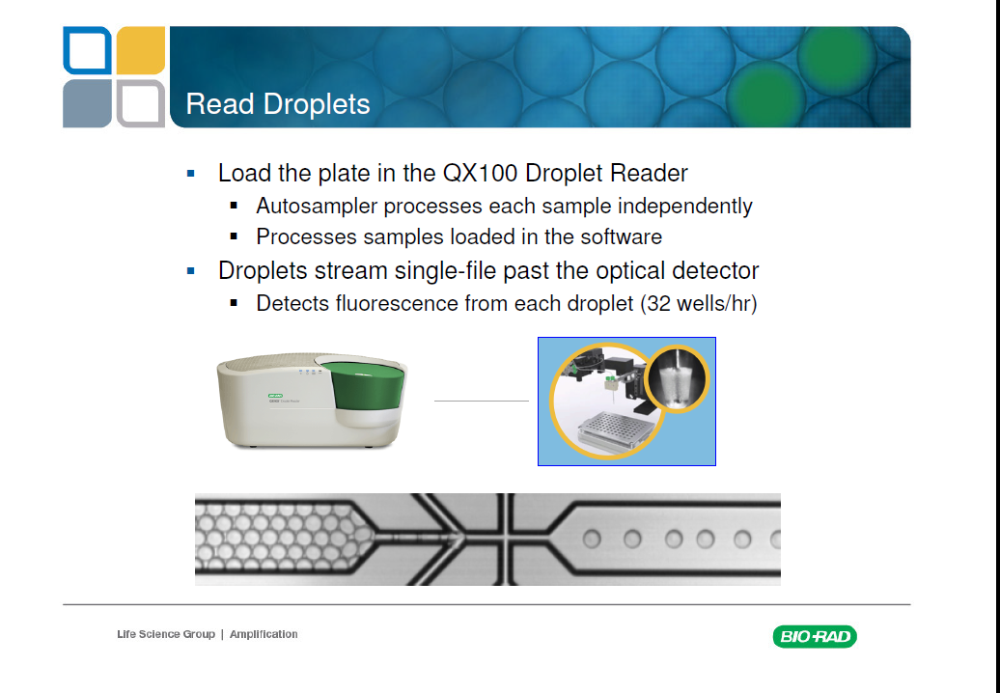 Read Droplets
Load the plate in the QX100 Droplet Reader
Autosampler processes each sample independently
Processes samples loaded in the software
Droplets stream single-file past the optical detector
Detects fluorescence from each droplet (32 wells/hr)
Life Science Group | Amplification
BIO-RAD